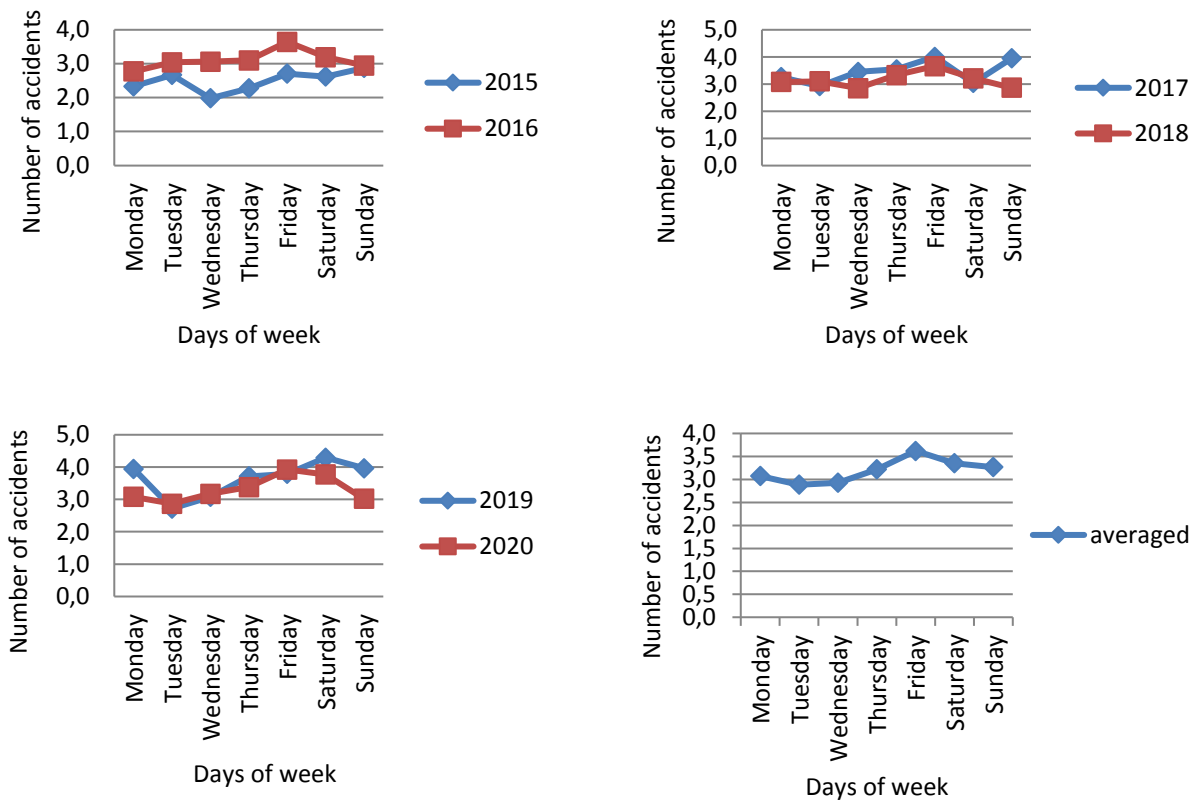 Number of accidents
4,0
3,0
2,0
1,0
0,0
Monday
Tuesday
Wednesday
Thursday
Friday
Saturday
Sunday
Days of week
2015
2016
Number of accidents
5,0
4,0
3,0
2,0
1,0
0,0
Monday
Tuesday
Wednesday
Thursday
Friday
Saturday
Sunday
Days of week
2017
2018
Number of accidents
5,0
4,0
3,0
2,0
1,0
0,0
Monday
Tuesday
Wednesday
Thursday
Friday
Saturday
Sunday
Days of week
2019
2020
Number of accidents
4,0
3,5
3,0
2,5
2,0
1,5
1,0
0,5
0,0
Monday
Tuesday
Wednesday
Thursday
Friday
Saturday
Sunday
Days of week
averaged